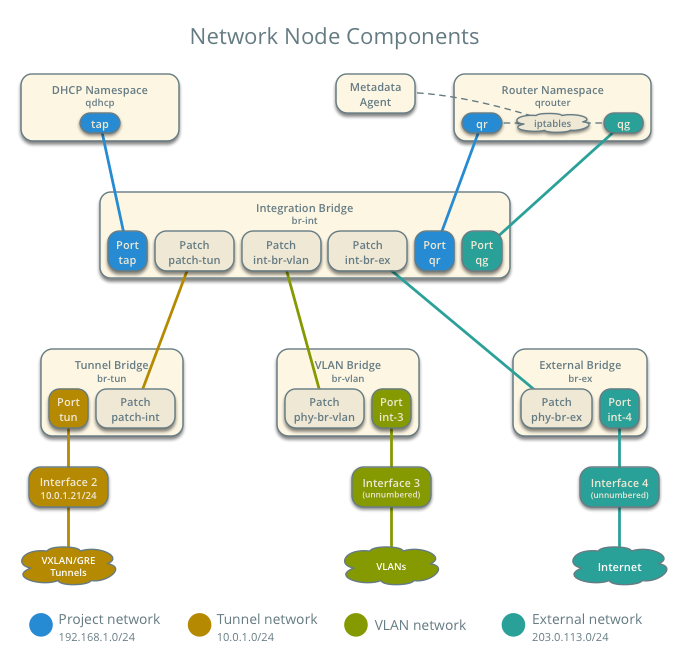 Network Node Components
DHCP Namespace
qdhcp
tap
Metadata
Agent
Router Namespace
qrouter
qr
iptables
qg
Integration Bridge
br-int
Port
tap
Patch
patch-tun
Patch
int-br-vlan
Patch
int-br-ex
Port
qr
Port
qg
Tunnel Bridge
br-tun
Port
tun
Patch
patch-int
VLAN Bridge
br-vlan
Patch
phy-br-vlan
Port
int-3
External Bridge
br-ex
Patch
phy-br-ex
Port
int-4
Interface 2
10.0.1.21/24
Interface 3
(unnumbered)
Interface 4
(unnumbered)
VXLAN/GRE
Tunnels
VLANs
Internet
Project network
192.168.1.0/24
Tunnel network
10.0.1.0/24
VLAN network
External network
203.0.113.0/24